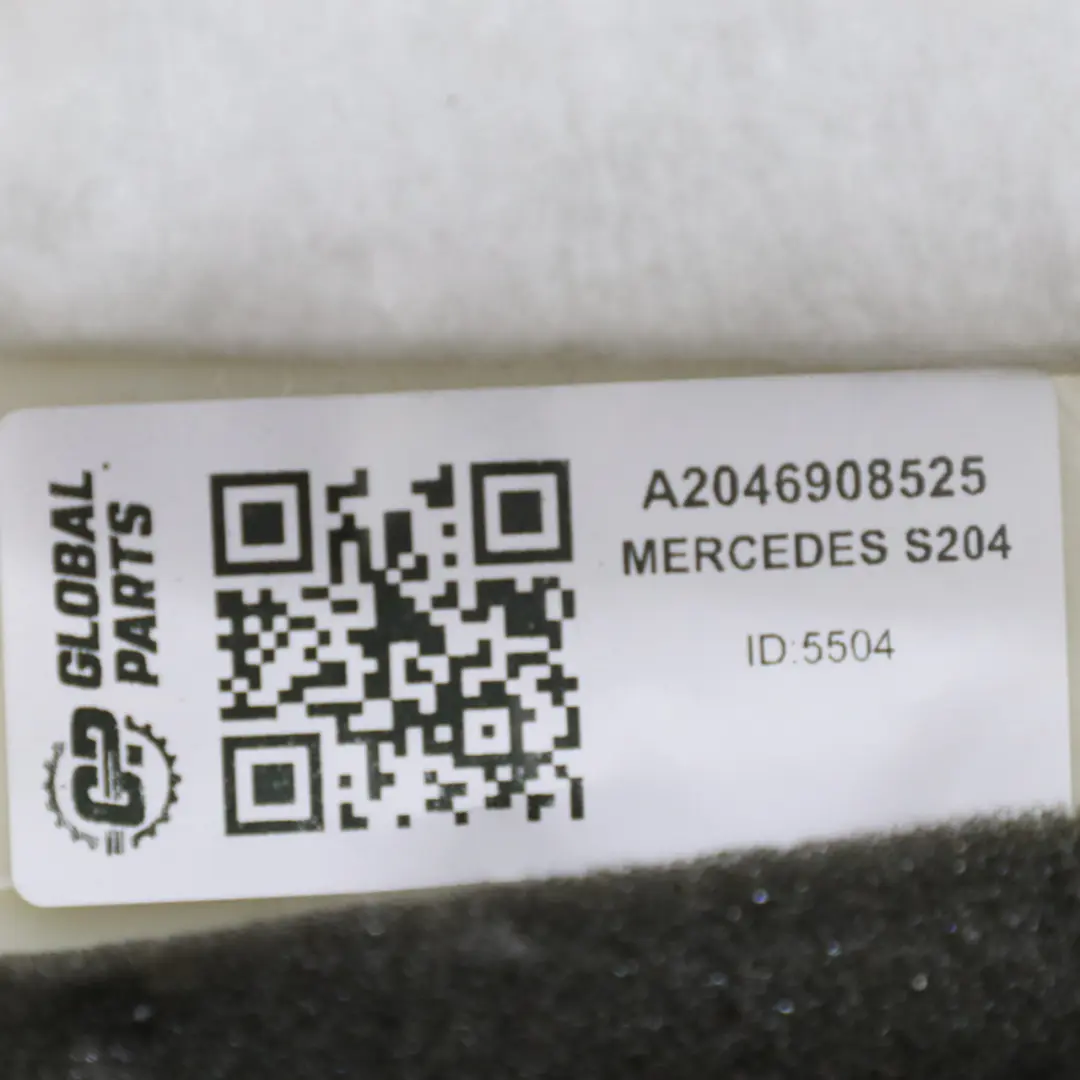 GLOBAL
PARTS
A2046908525
MERCEDES S204
ID:5504